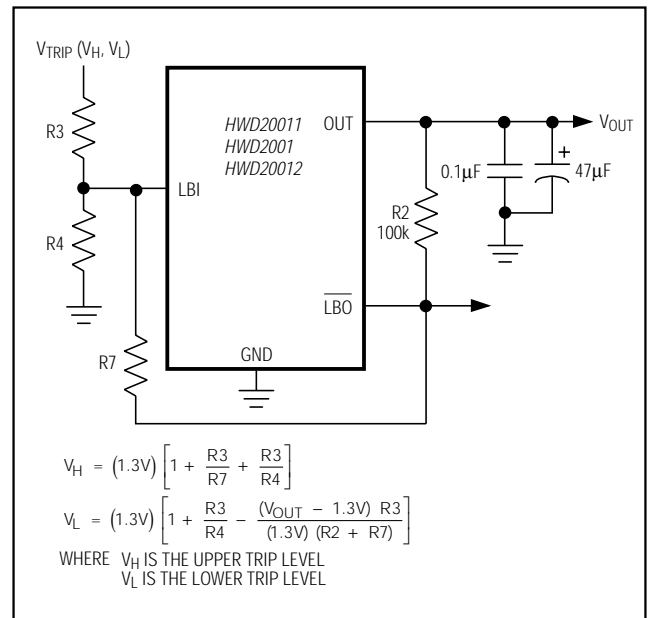 VTRIP (VH, VL)
R3
R4
R7
LBI
HWD20011
HWD2001
HWD20012
OUT
LBO
GND
R2
100k
0.1µF
+
47µF
VOUT
VH = (1.3V) [1 + R3/R7 + R3/R4]
VL = (1.3V) [1 + R3/R4 - (VOUT - 1.3V) R3/(1.3V) (R2 + R7)]
WHERE VH IS THE UPPER TRIP LEVEL
VL IS THE LOWER TRIP LEVEL